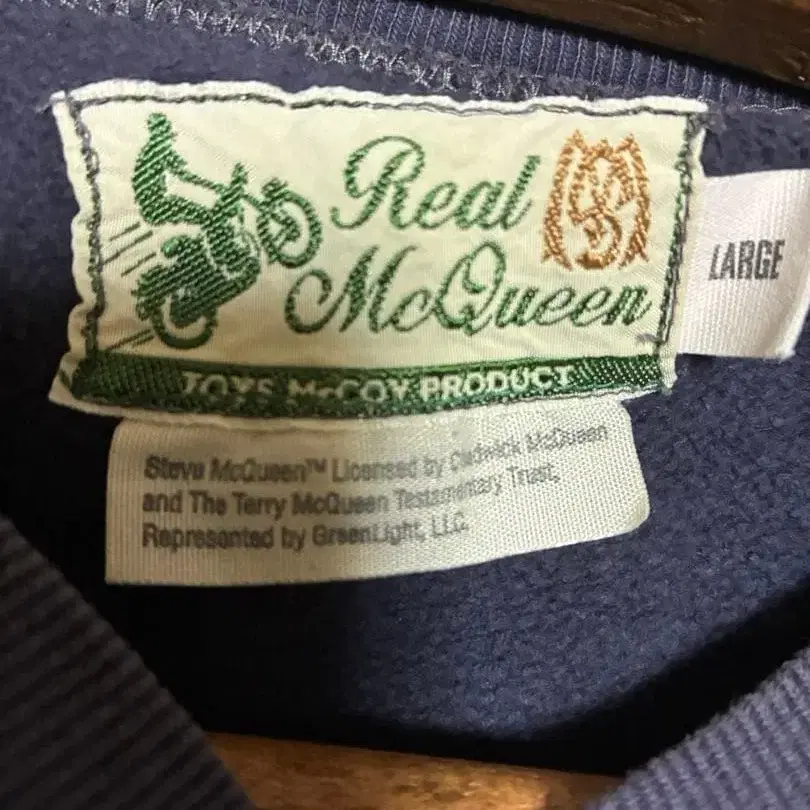 Real
McQueen
LARGE
TOYS McCOY PRODUCT
Steve McQueen™ Licensed by Chadwick McQueen
and The Terry McQueen Testamentary Trust,
Represented by GreenLight, LLC.